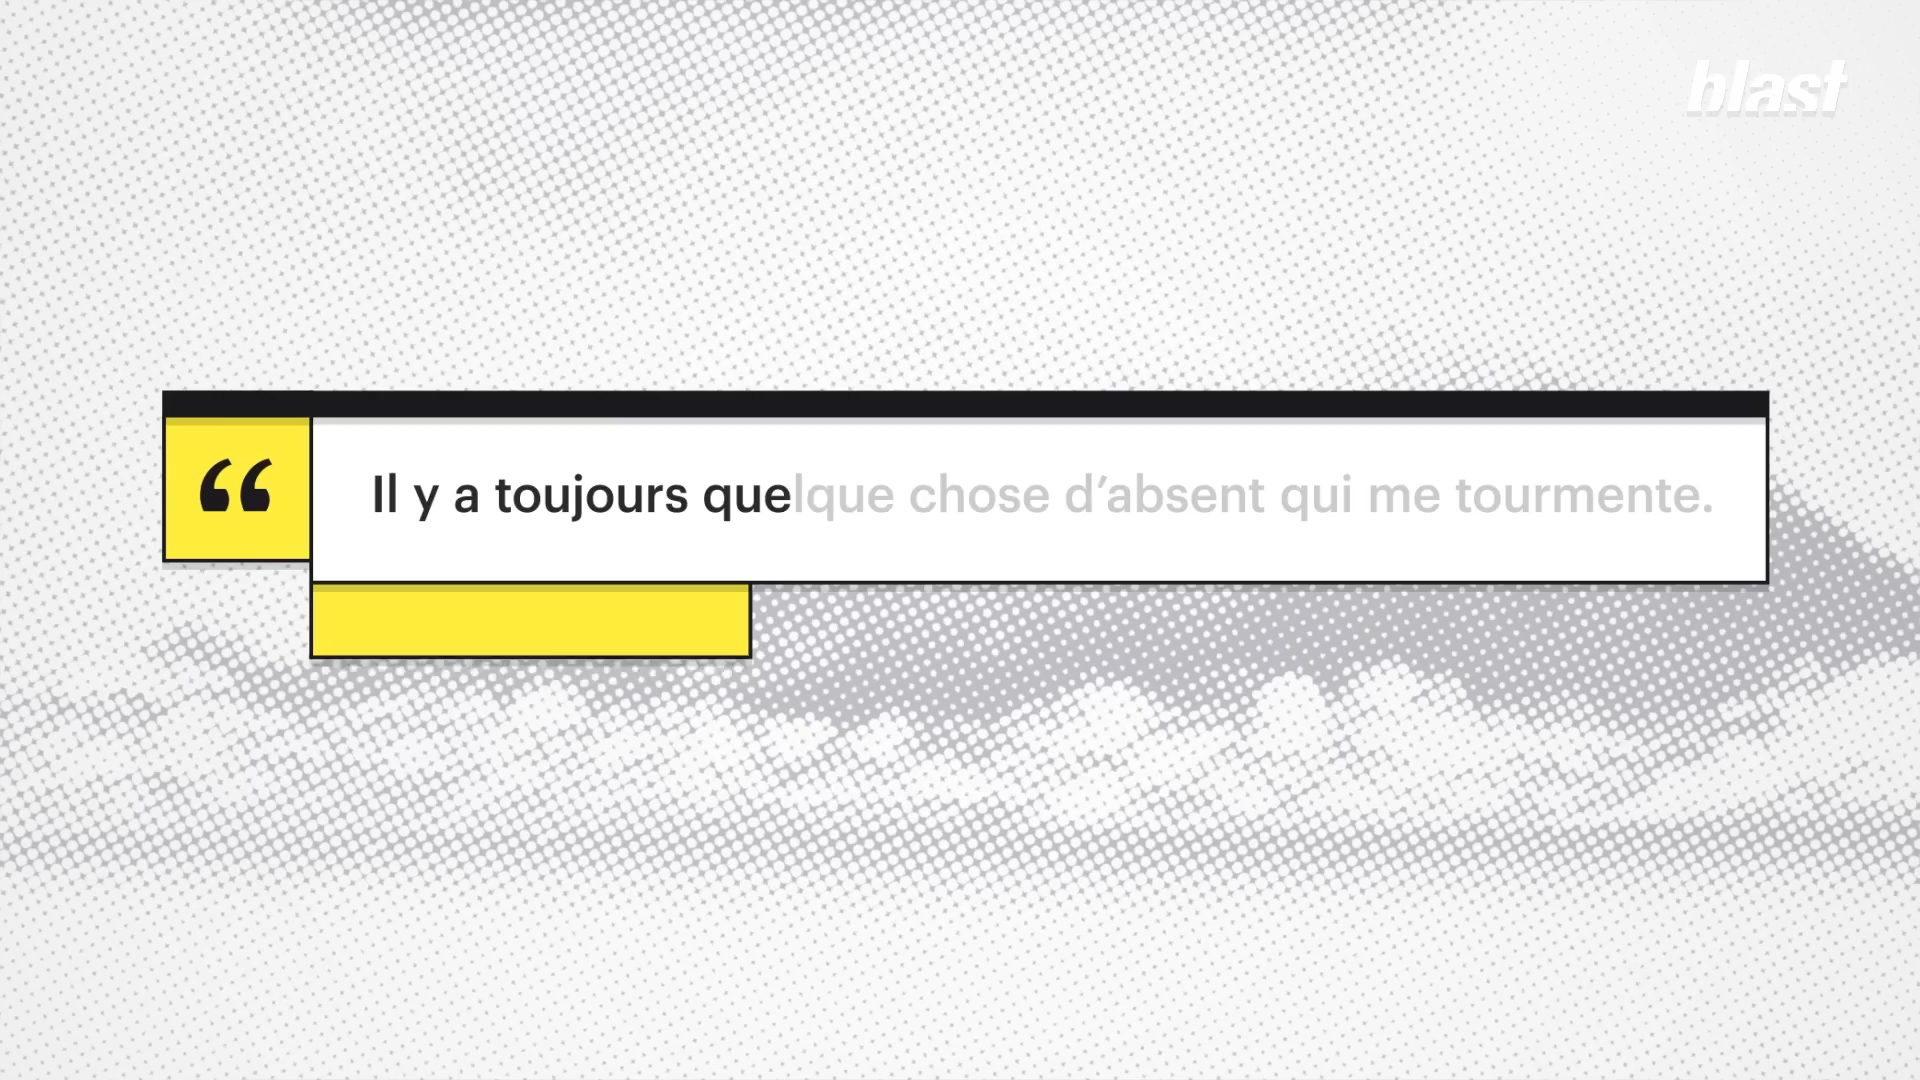 blast
“
Il y a toujours quelque chose d’absent qui me tourmente.